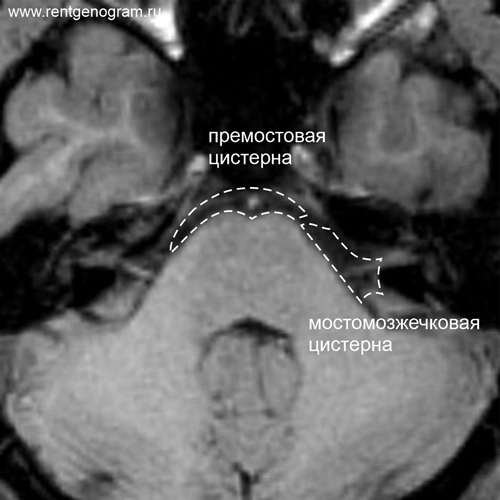 www.rentgenogram.ru
премостовая
цистерна
мостомозжечковая
цистерна